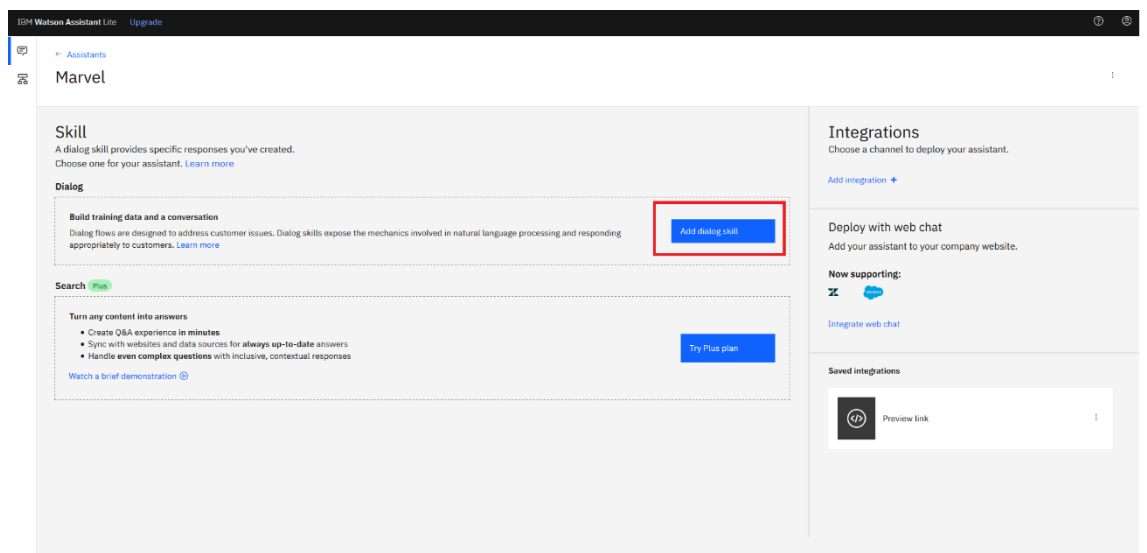 IBM Watson Assistant Lite Upgrade
← Assistants
Marvel
Skill
A dialog skill provides specific responses you've created.
Choose one for your assistant. Learn more
Dialog
Build training data and a conversation
Dialog flows are designed to address customer issues. Dialog skills expose the mechanics involved in natural language processing and responding
appropriately to customers. Learn more
Add dialog skill
Search Plus
Turn any content into answers
• Create Q&A experience in minutes
• Sync with websites and data sources for always up-to-date answers
• Handle even complex questions with inclusive, contextual responses
Watch a brief demonstration
Try Plus plan
Integrations
Choose a channel to deploy your assistant.
Add integration +
Deploy with web chat
Add your assistant to your company website.
Now supporting:
Integrate web chat
Saved integrations
Preview link